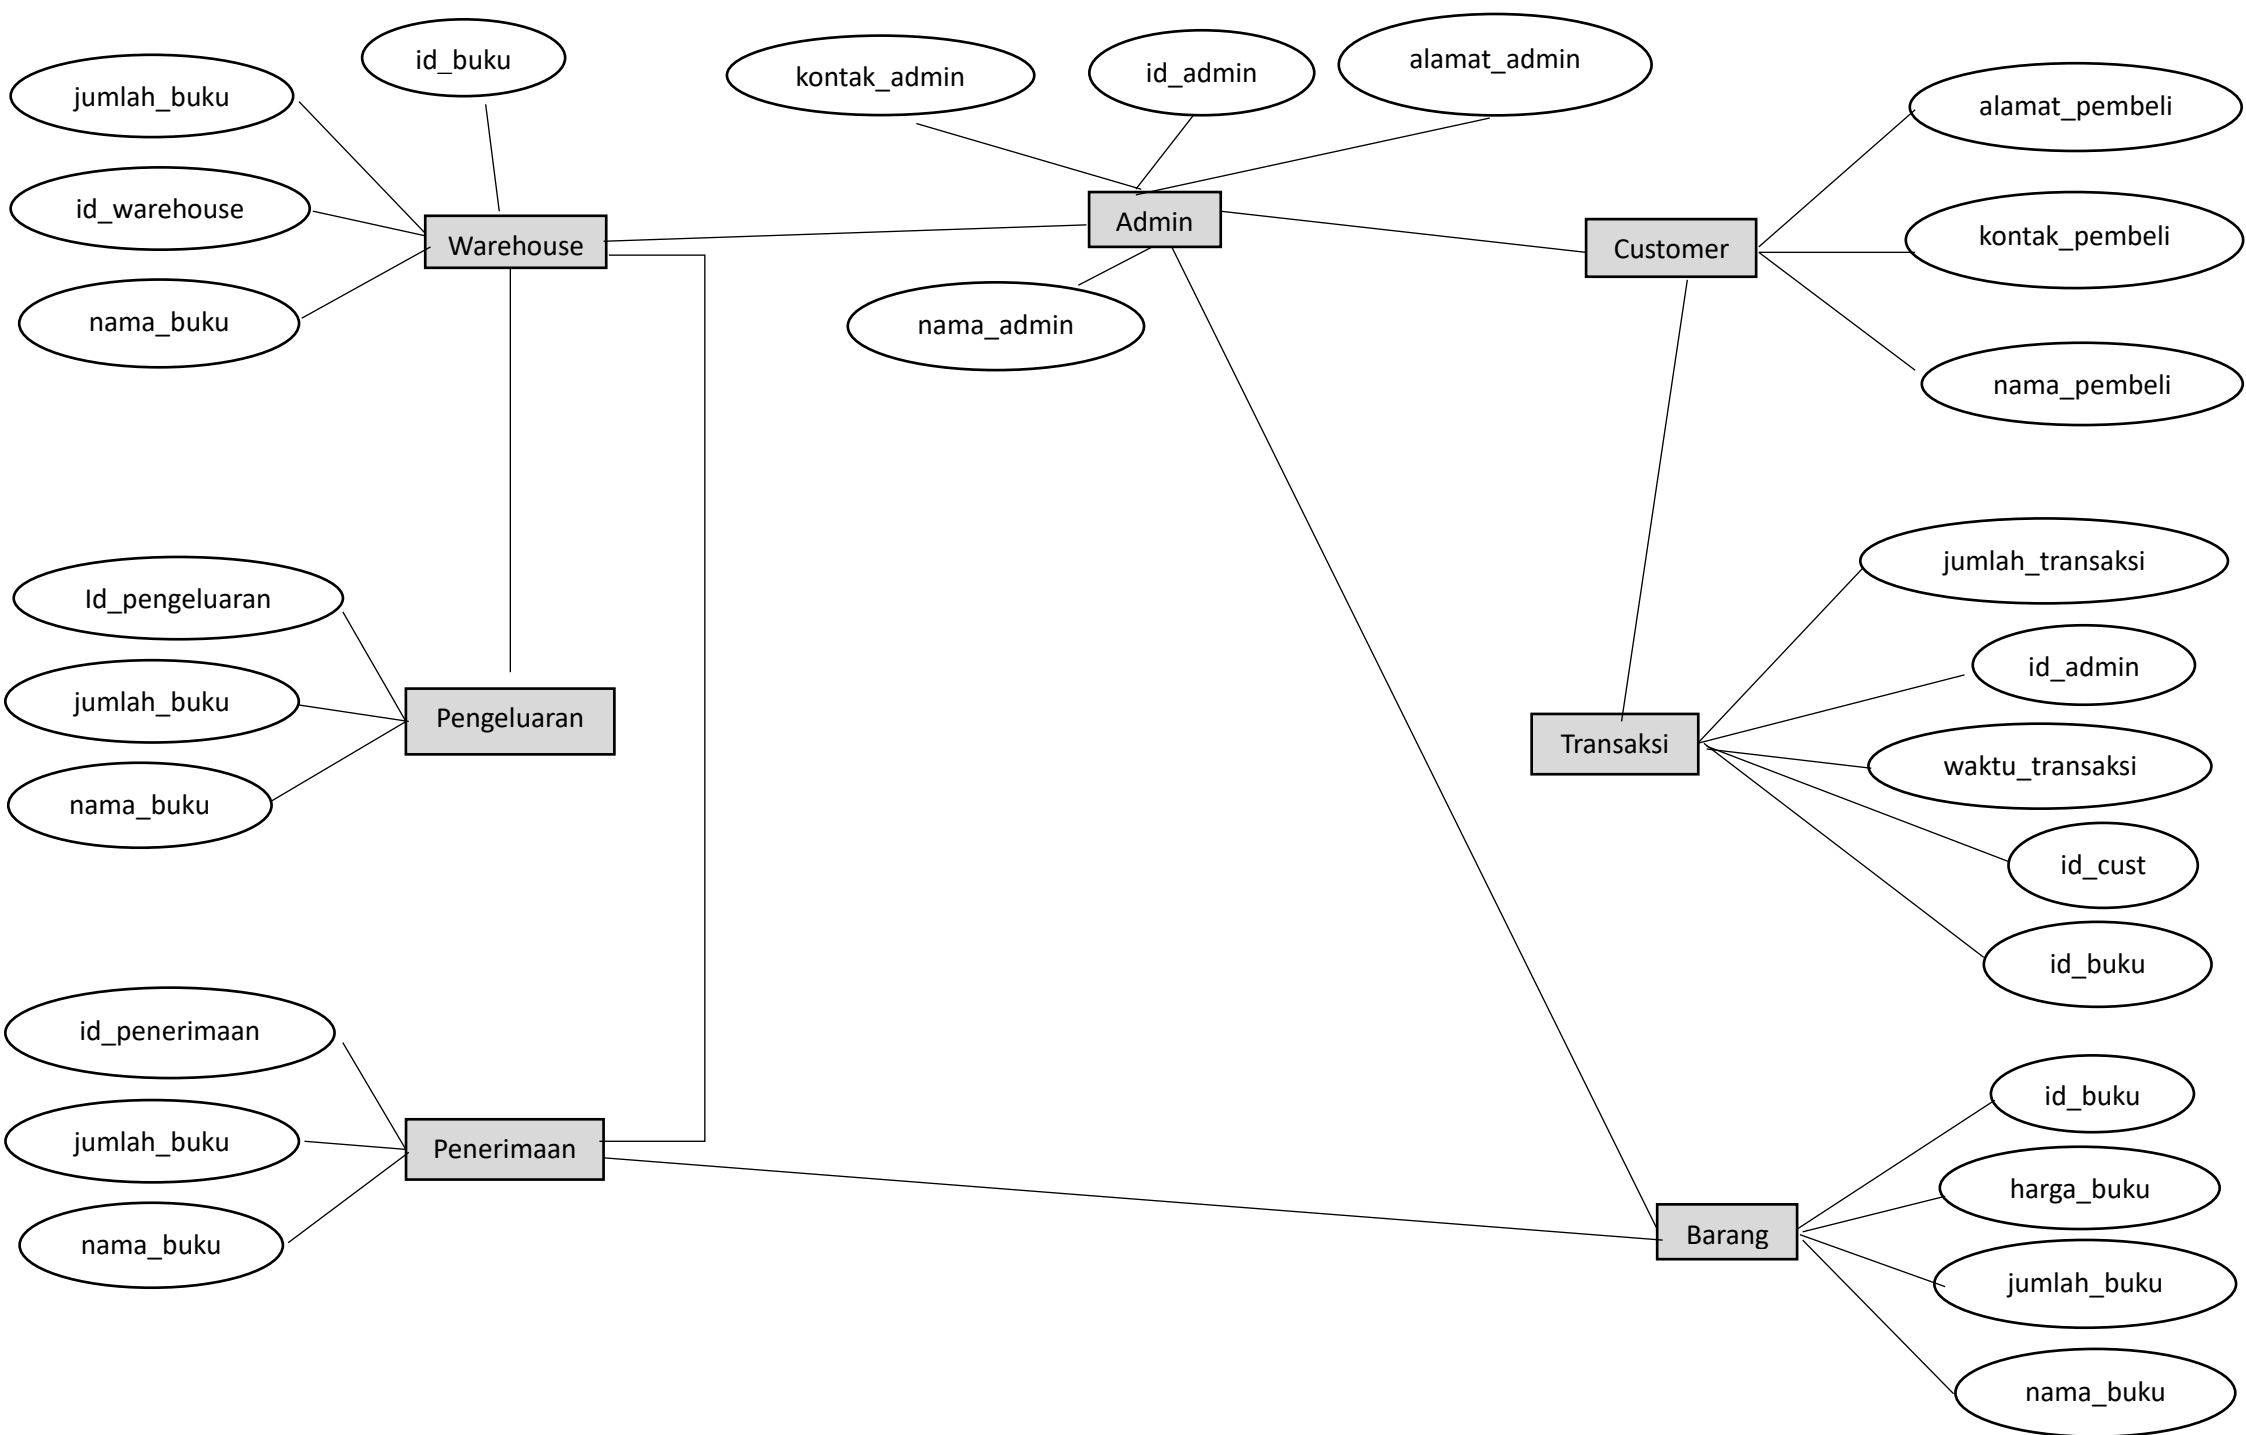 id_buku
kontak_admin
id_admin
alamat_admin
jumlah_buku
alamat_pembeli
id_warehouse
Warehouse
Admin
Customer
kontak_pembeli
nama_buku
nama_admin
nama_pembeli
Id_pengeluaran
jumlah_transaksi
jumlah_buku
Pengeluaran
id_admin
Transaksi
waktu_transaksi
nama_buku
id_cust
id_buku
id_penerimaan
jumlah_buku
Penerimaan
id_buku
nama_buku
harga_buku
Barang
jumlah_buku
nama_buku